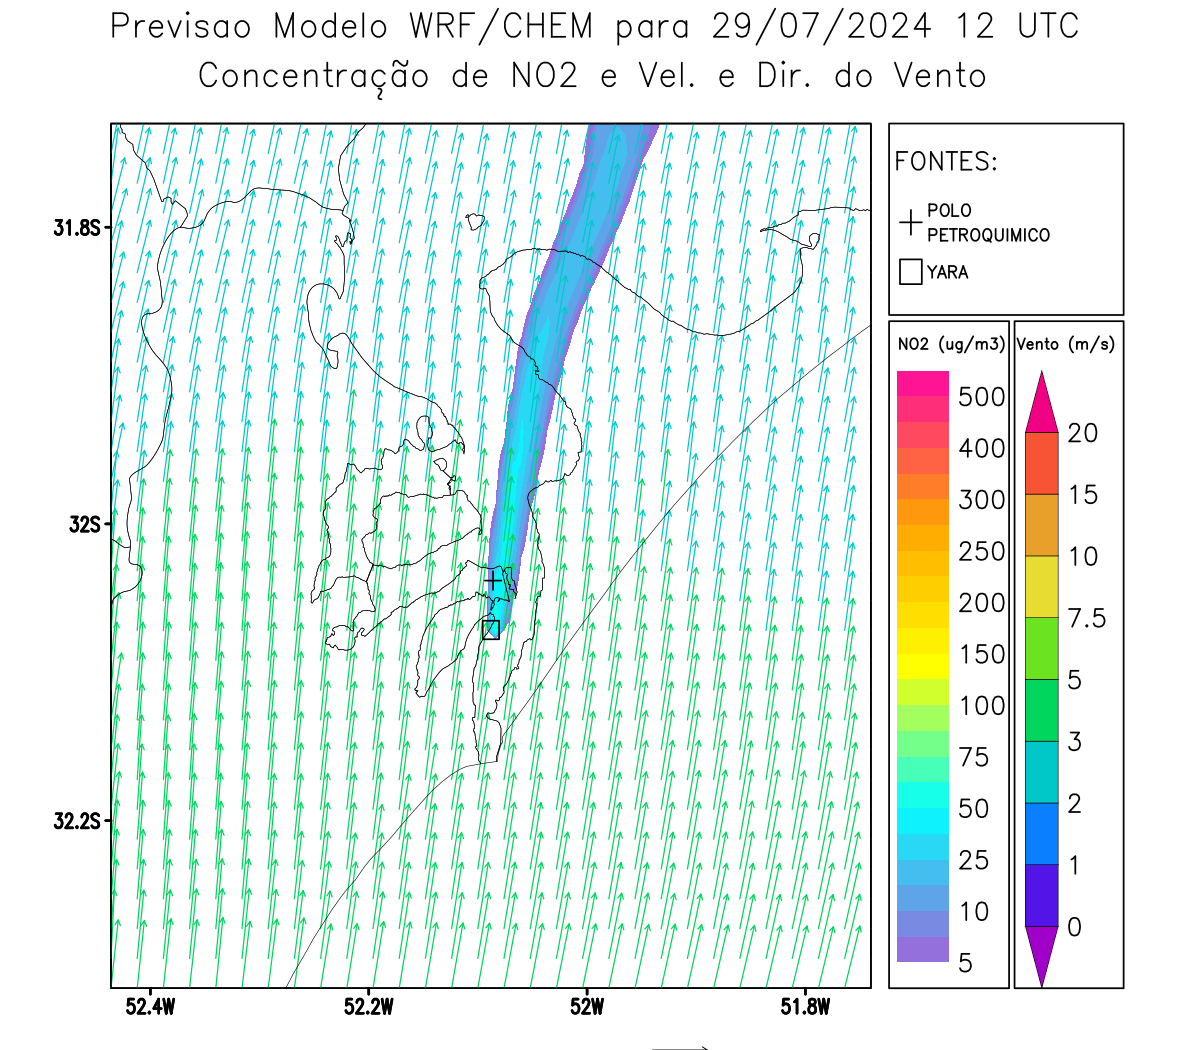 Previsao Modelo WRF/CHEM para 29/07/2024 12 UTC
Concentração de NO2 e Vel. e Dir. do Vento
FONTES:
POLO
PETROQUIMICO
YARA
31.8S
32S
32.2S
52.4W
52.2W
52W
51.8W
NO2 (ug/m3)
500
400
300
250
200
150
100
75
50
25
10
5
Vento (m/s)
20
15
10
7.5
5
3
2
1
0